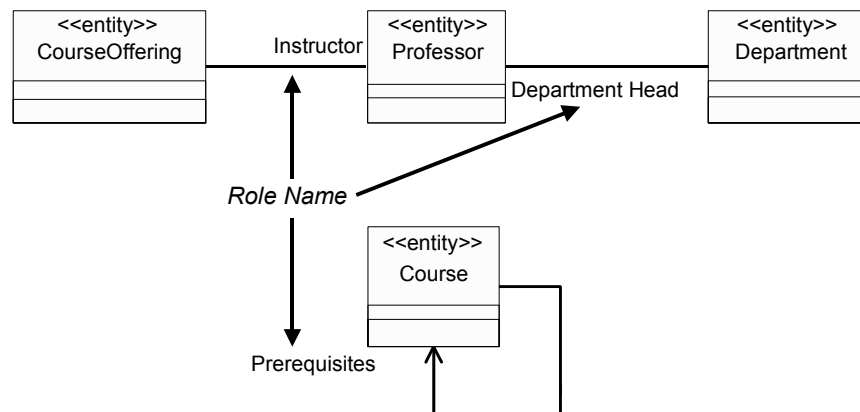 <<entity>>
CourseOffering
Instructor
<<entity>>
Professor
<<entity>>
Department
Department Head
Role Name
<<entity>>
Course
Prerequisites